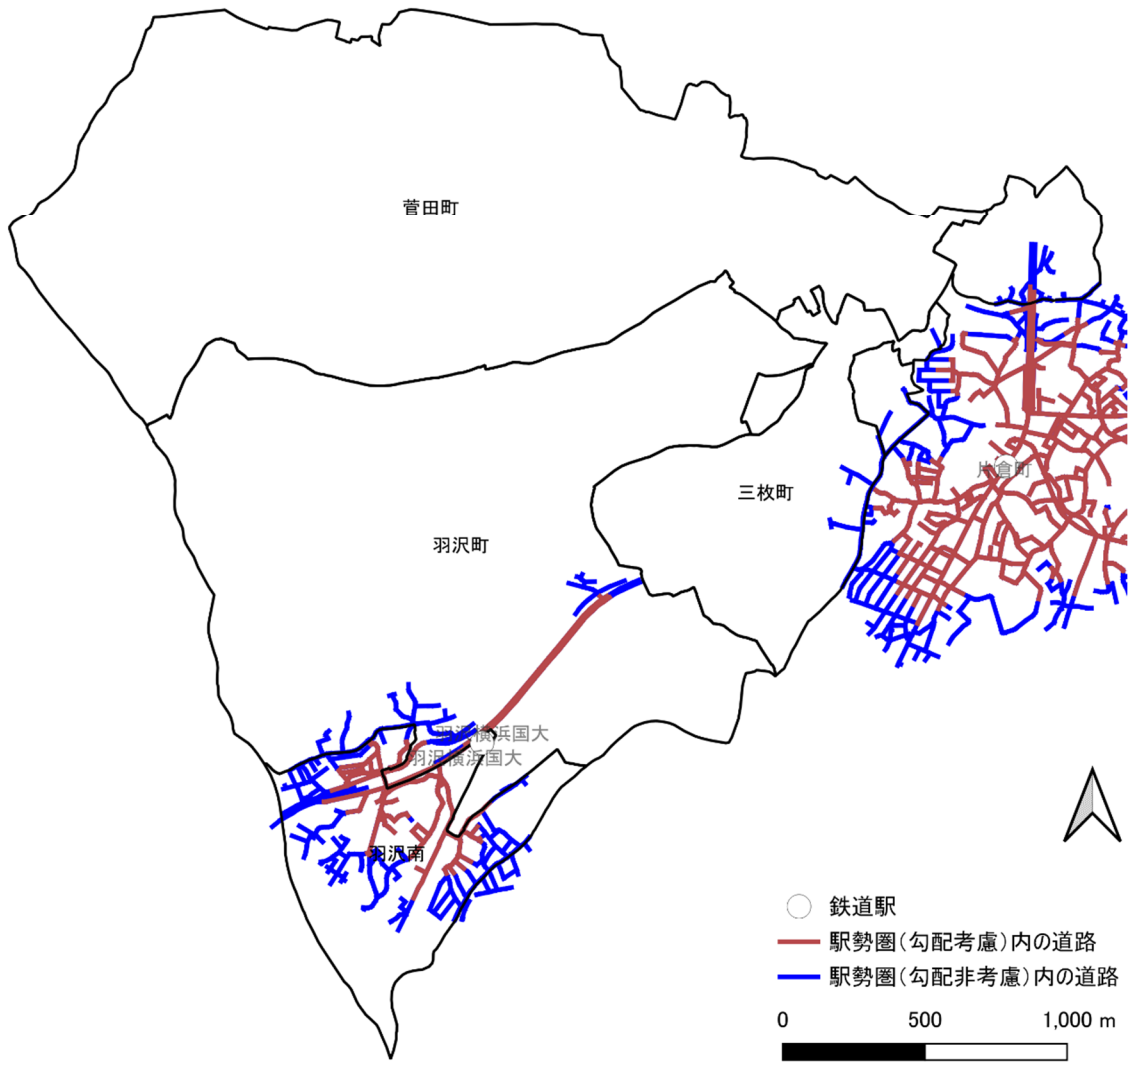 菅田町
片倉町
三枚町
羽沢町
羽沢横浜国大
羽沢横浜国大
羽沢南
鉄道駅
駅勢圏（勾配考慮）内の道路
駅勢圏（勾配非考慮）内の道路
0 500 1,000 m